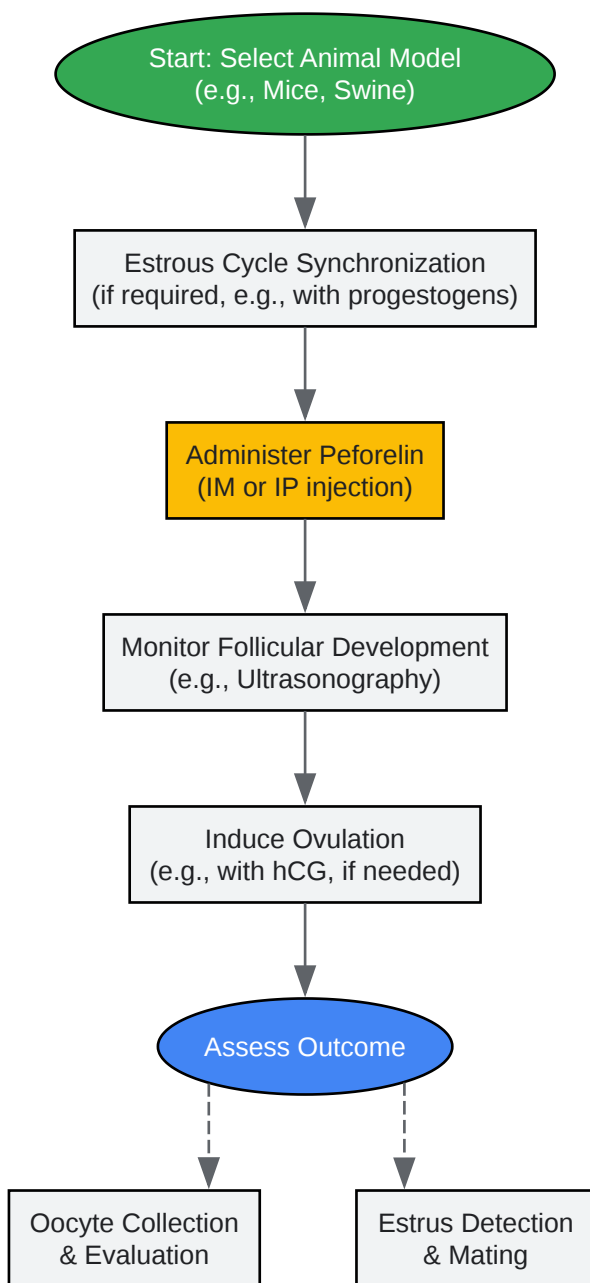 Start: Select Animal Model
(e.g., Mice, Swine)
Estrous Cycle Synchronization
(if required, e.g., with progestogens)
Administer Peforelin
(IM or IP injection)
Monitor Follicular Development
(e.g., Ultrasonography)
Induce Ovulation
(e.g., with hCG, if needed)
Assess Outcome
Oocyte Collection
& Evaluation
Estrus Detection
& Mating